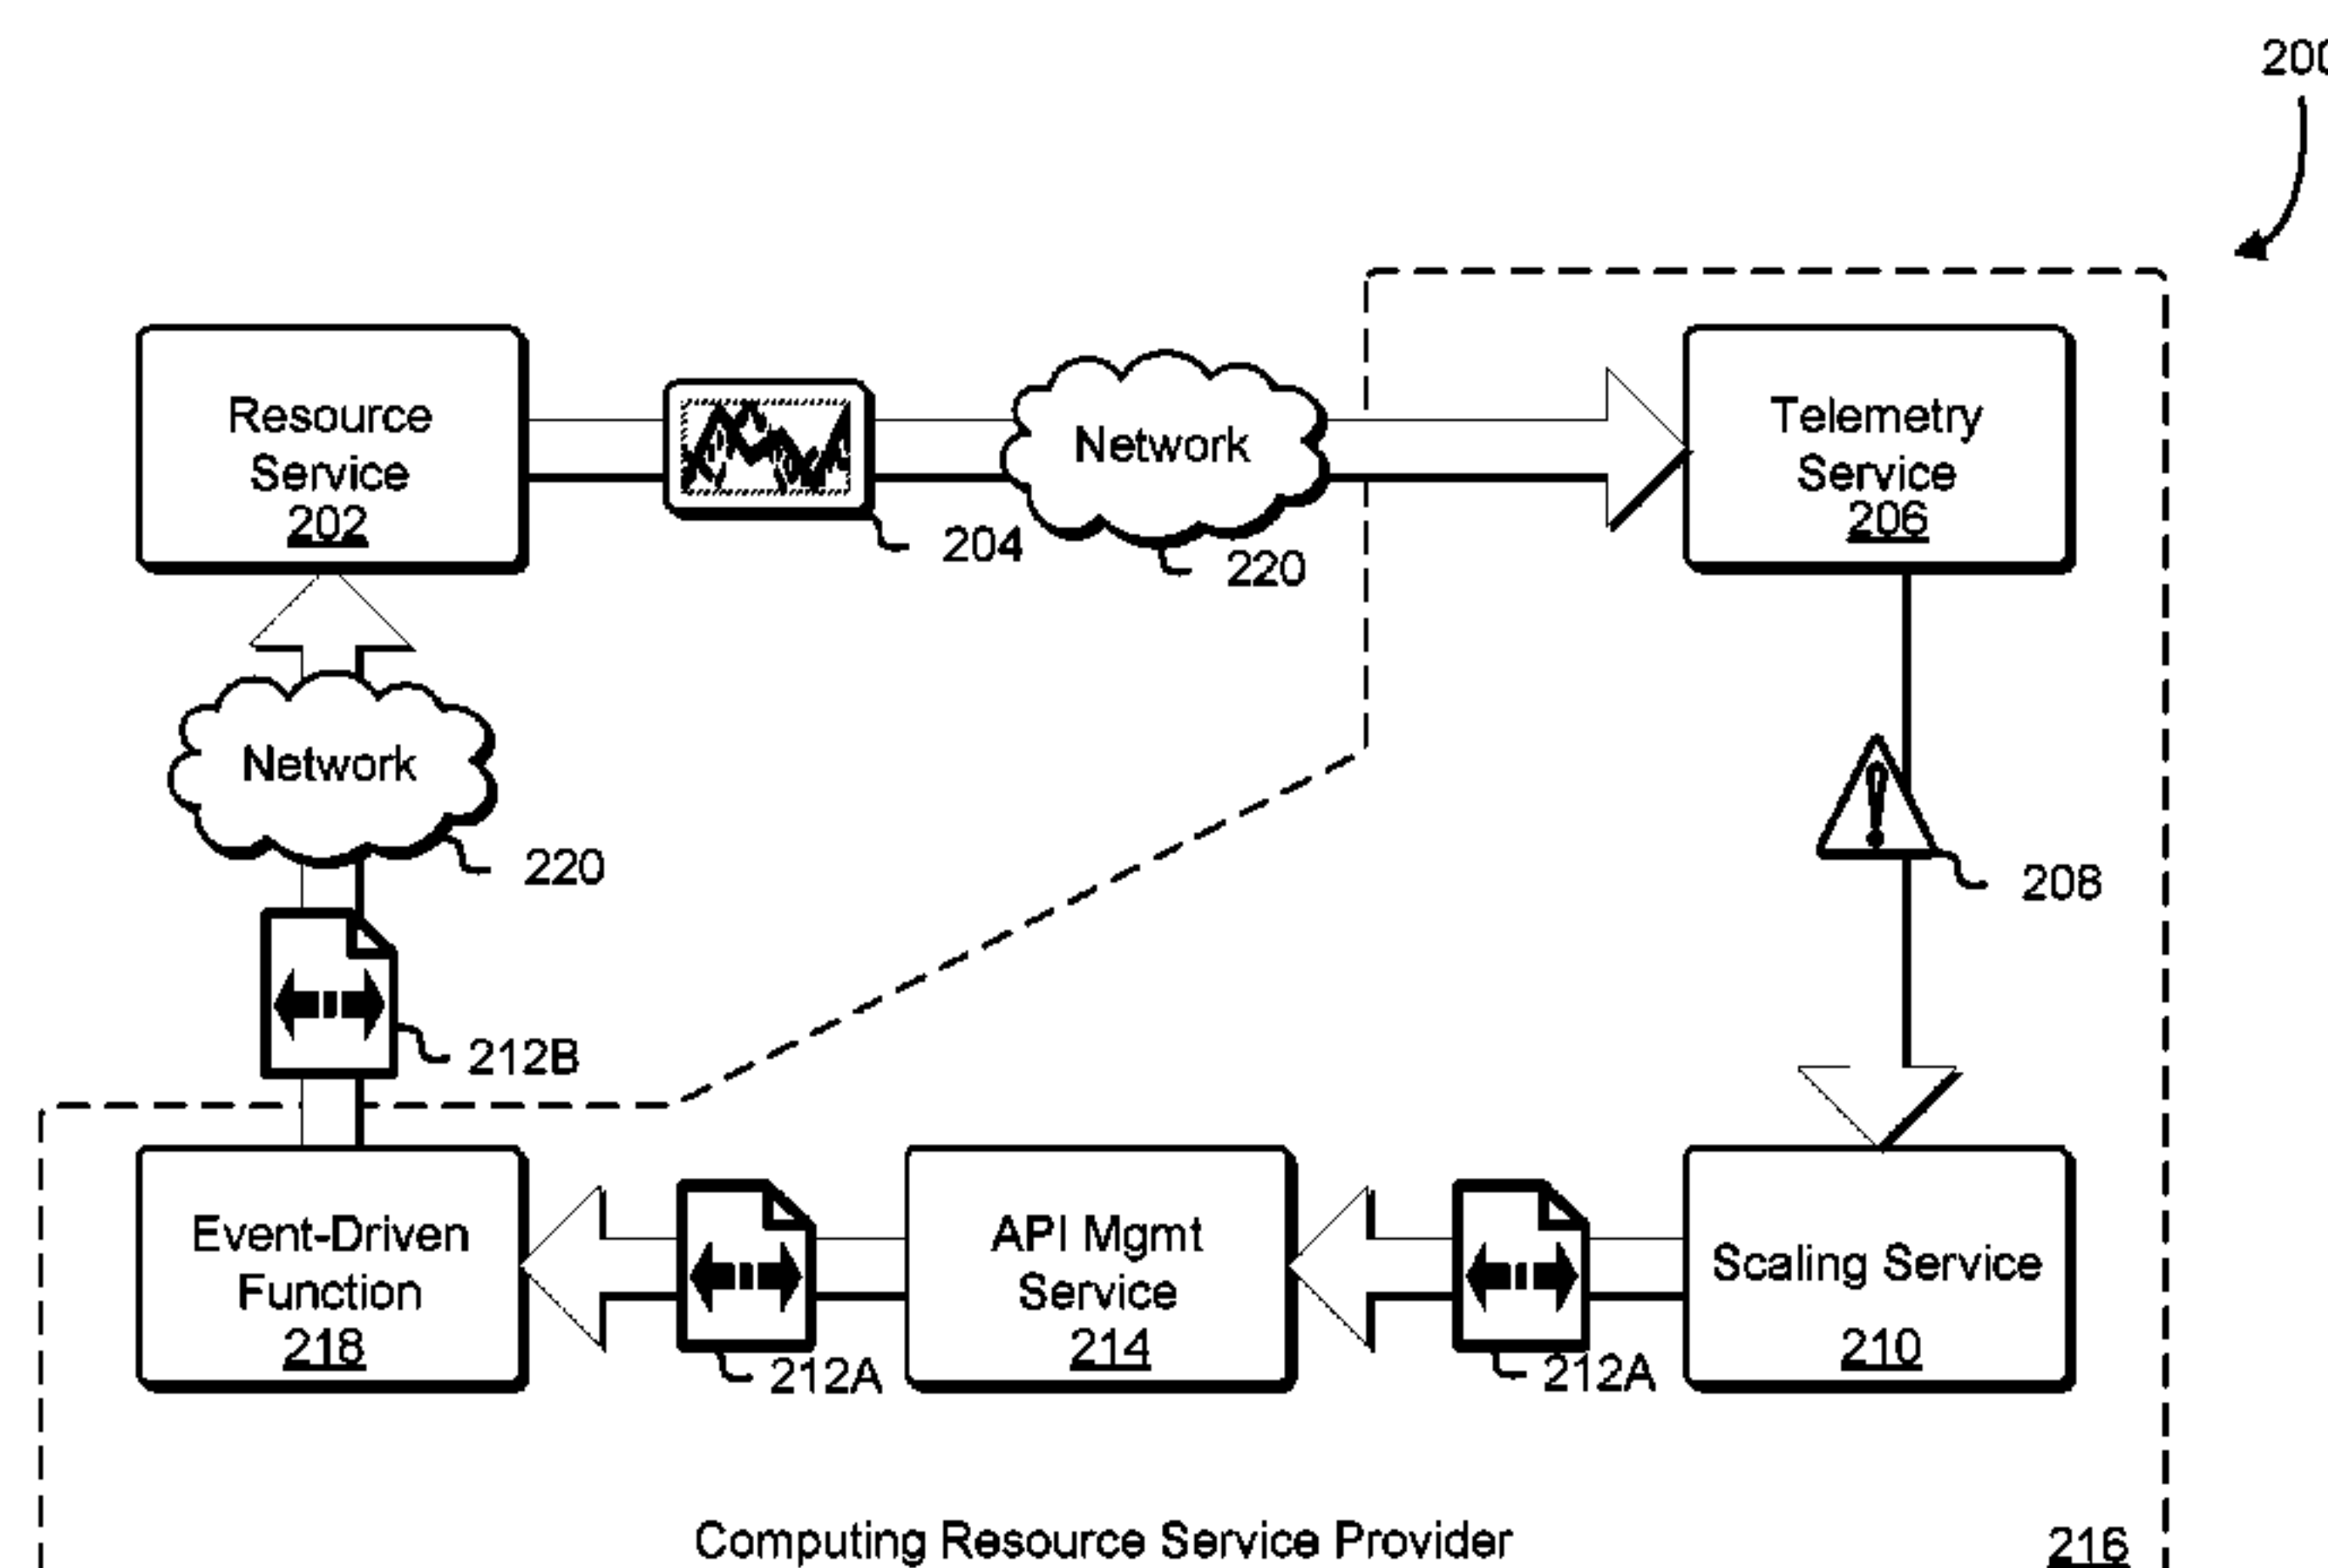 200
Resource
Service
202
204
Network
220
Telemetry
Service
206
Network
220
208
212B
Event-Driven
Function
218
212A
API Mgmt
Service
214
212A
Scaling Service
210
Computing Resource Service Provider
216